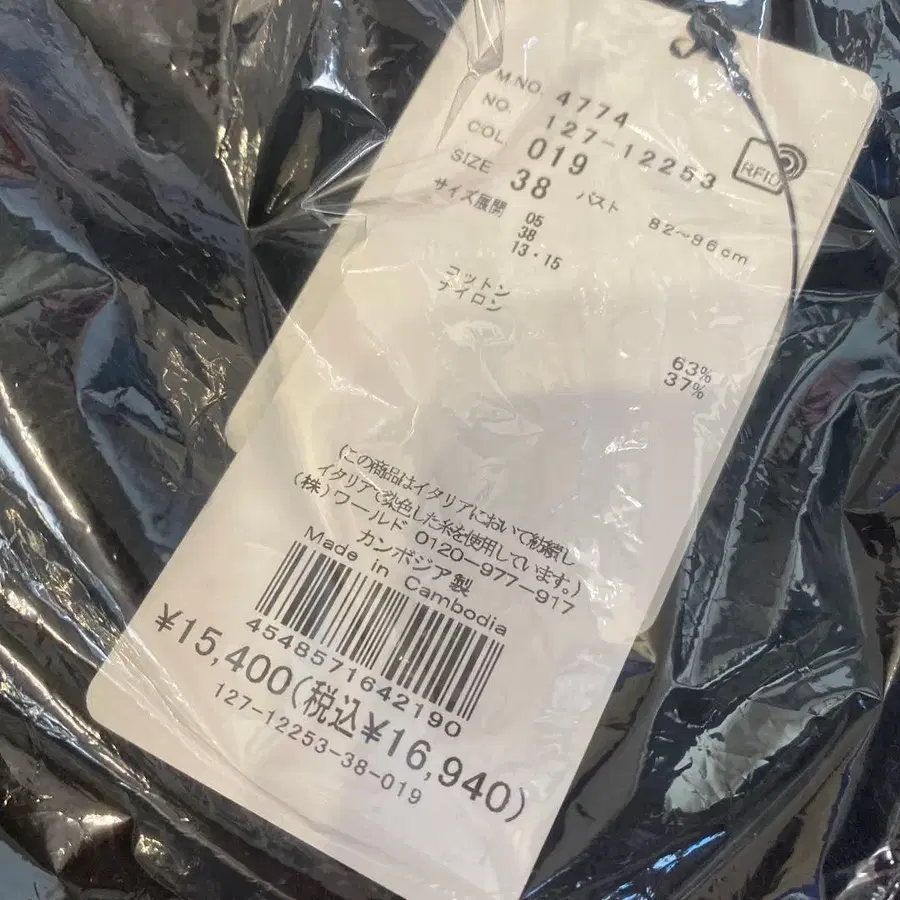 M.NO. 4774
NO. 127-12253
COL. 019
SIZE 38 バスト 82~96cm
サイズ展開 05
38
13・15
RFID
コットン 63%
ナイロン 37%
(この商品はイタリアにおいて紡績し
イタリアで染色した糸を使用しています。)
(株)ワールド 0120-977-917
カンボジア製
Made in Cambodia
4548571642190
¥15,400(税込¥16,940)
127-12253-38-019